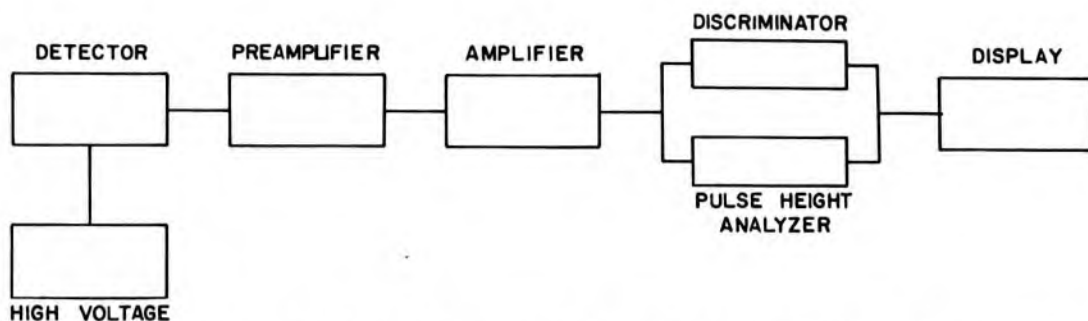 DISCRIMINATOR
DETECTOR
PREAMPLIFIER
AMPLIFIER
DISPLAY
PULSE HEIGHT
ANALYZER
HIGH VOLTAGE